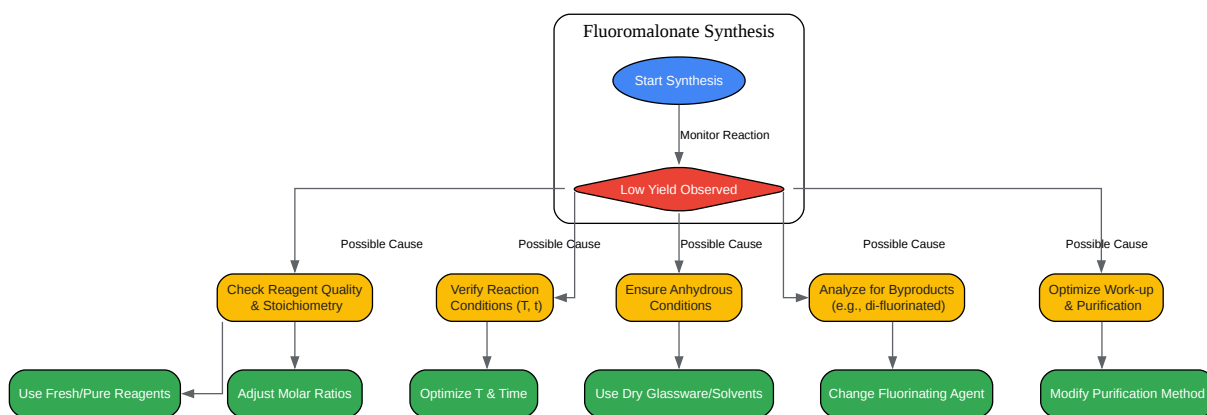 Fluoromalonate Synthesis
Start Synthesis
Monitor Reaction
Low Yield Observed
Possible Cause
Possible Cause
Possible Cause
Possible Cause
Possible Cause
Check Reagent Quality
& Stoichiometry
Verify Reaction
Conditions (T, t)
Ensure Anhydrous
Conditions
Analyze for Byproducts
(e.g., di-fluorinated)
Optimize Work-up
& Purification
Use Fresh/Pure Reagents
Adjust Molar Ratios
Optimize T & Time
Use Dry Glassware/Solvents
Change Fluorinating Agent
Modify Purification Method